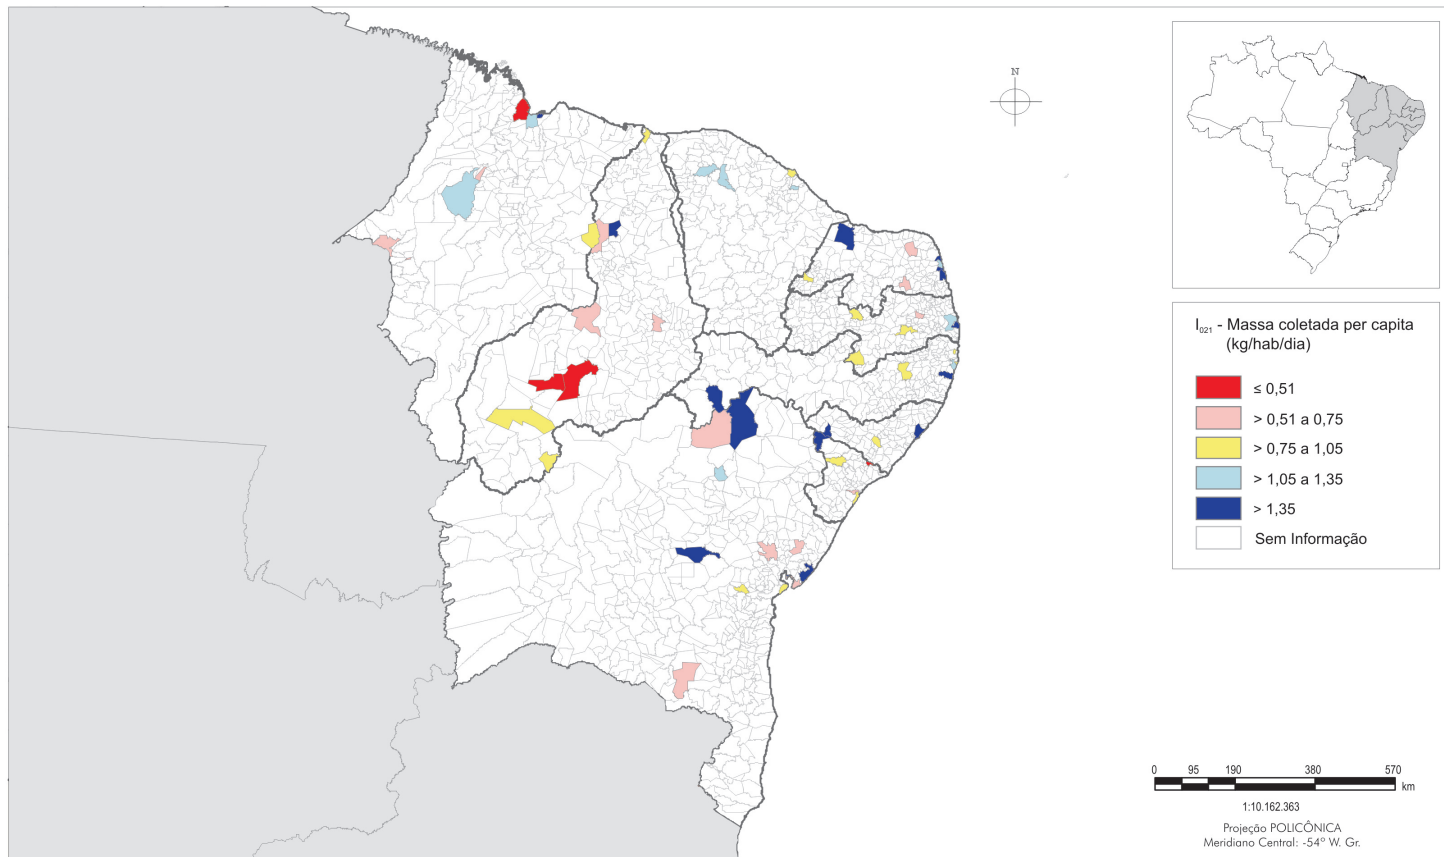 N
I021 - Massa coletada per capita
(kg/hab/dia)
≤ 0,51
> 0,51 a 0,75
> 0,75 a 1,05
> 1,05 a 1,35
> 1,35
Sem Informação
0 95 190 380 570
km
1:10.162.363
Projeção POLICÔNICA
Meridiano Central: -54º W. Gr.